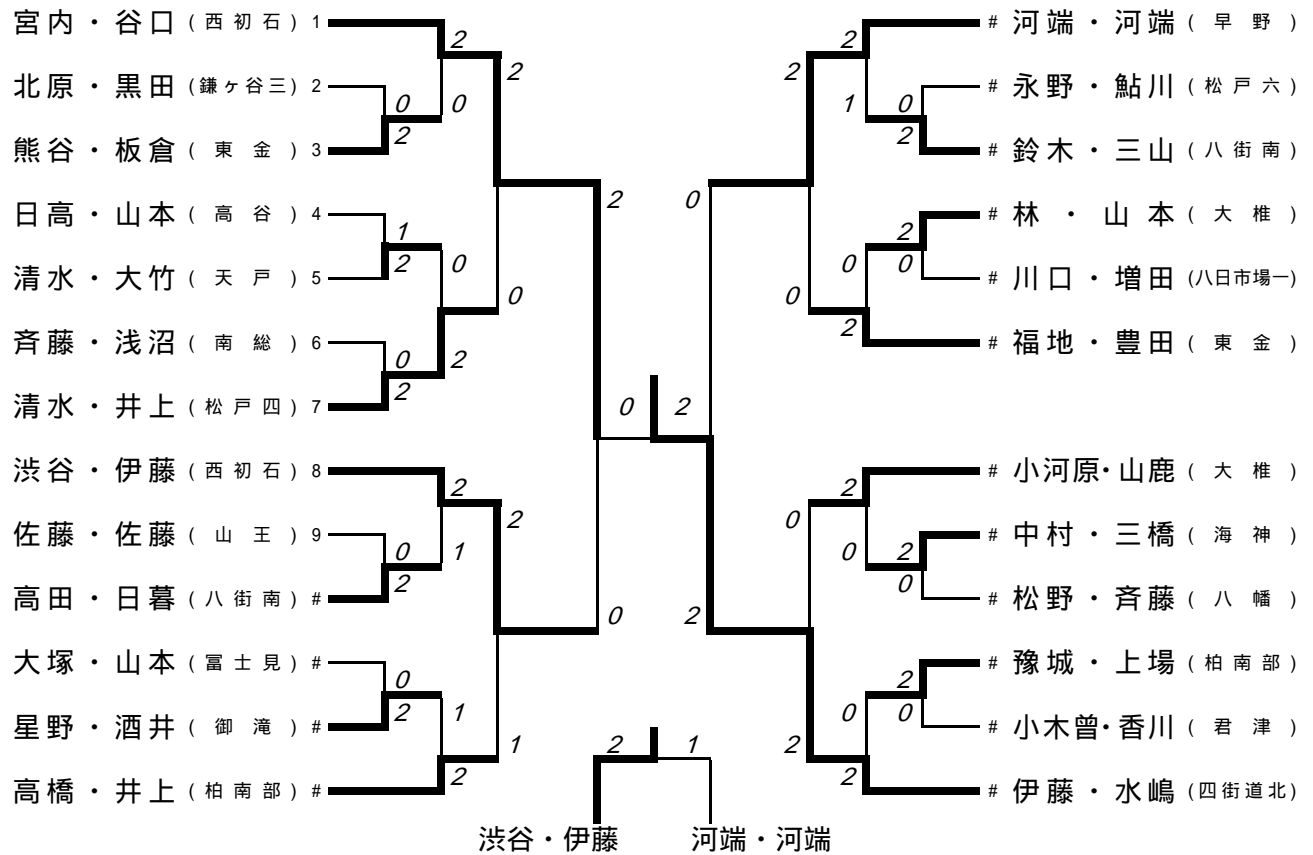 宮内・谷口 (西初石) 1
2
2
北原・黒田 (鎌ヶ谷三) 2
0
0
2
熊谷・板倉 (東金) 3
2
日高・山本 (高谷) 4
1
2
0
清水・大竹 (天戸) 5
0
斉藤・浅沼 (南総) 6
0
2
2
清水・井上 (松戸四) 7
渋谷・伊藤 (西初石) 8
2
2
佐藤・佐藤 (山王) 9
0
1
2
高田・日暮 (八街南) #
0
大塚・山本 (冨士見) #
0
2
1
星野・酒井 (御滝) #
1
2
高橋・井上 (柏南部) #
0
2
# 河端・河端 (早野)
2
2
# 永野・鮎川 (松戸六)
1
0
2
# 鈴木・三山 (八街南)
0
# 林・山本 (大椎)
2
0
0
# 川口・増田 (八日市場一)
0
2
# 福地・豊田 (東金)
# 小河原・山鹿 (大椎)
2
0
# 中村・三橋 (海神)
0
2
0
# 松野・斉藤 (八幡)
2
# 豫城・上場 (柏南部)
2
0
0
# 小木曾・香川 (君津)
2
2
# 伊藤・水嶋 (四街道北)
2
1
渋谷・伊藤
河端・河端